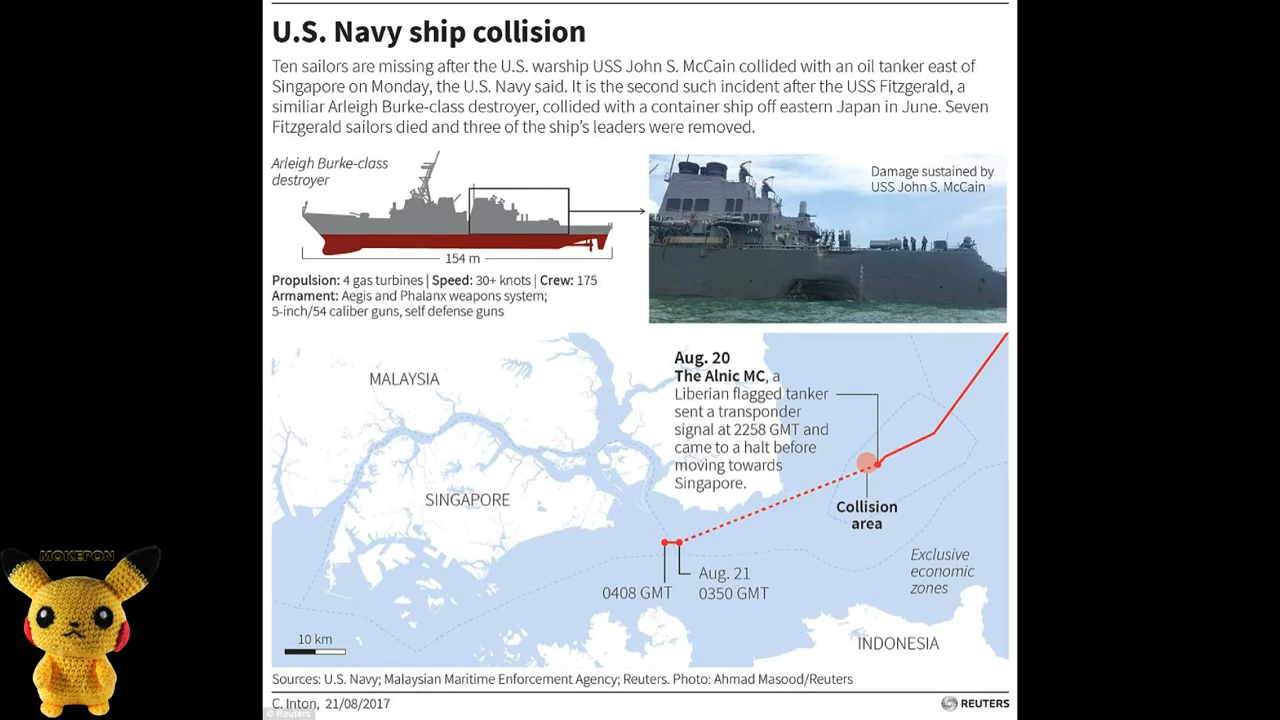 U.S. Navy ship collision
Ten sailors are missing after the U.S. warship USS John S. McCain collided with an oil tanker east of
Singapore on Monday, the U.S. Navy said. It is the second such incident after the USS Fitzgerald, a
similiar Arleigh Burke-class destroyer, collided with a container ship off eastern Japan in June. Seven
Fitzgerald sailors died and three of the ship's leaders were removed.
Arleigh Burke-class
destroyer
Damage sustained by
USS John S. McCain
154 m
Propulsion: 4 gas turbines | Speed: 30+ knots | Crew: 175
Armament: Aegis and Phalanx weapons system;
5-inch/54 caliber guns, self defense guns
Aug. 20
The Alnic MC, a
Liberian flagged tanker
sent a transponder
signal at 2258 GMT and
came to a halt before
moving towards
Singapore.
MALAYSIA
SINGAPORE
Collision
area
Exclusive
economic
zones
Aug. 21
0350 GMT
0408 GMT
INDONESIA
10 km
Sources: U.S. Navy; Malaysian Maritime Enforcement Agency; Reuters. Photo: Ahmad Masood/Reuters
C. Inton, 21/08/2017
REUTERS
© Reuters
MOKEPON